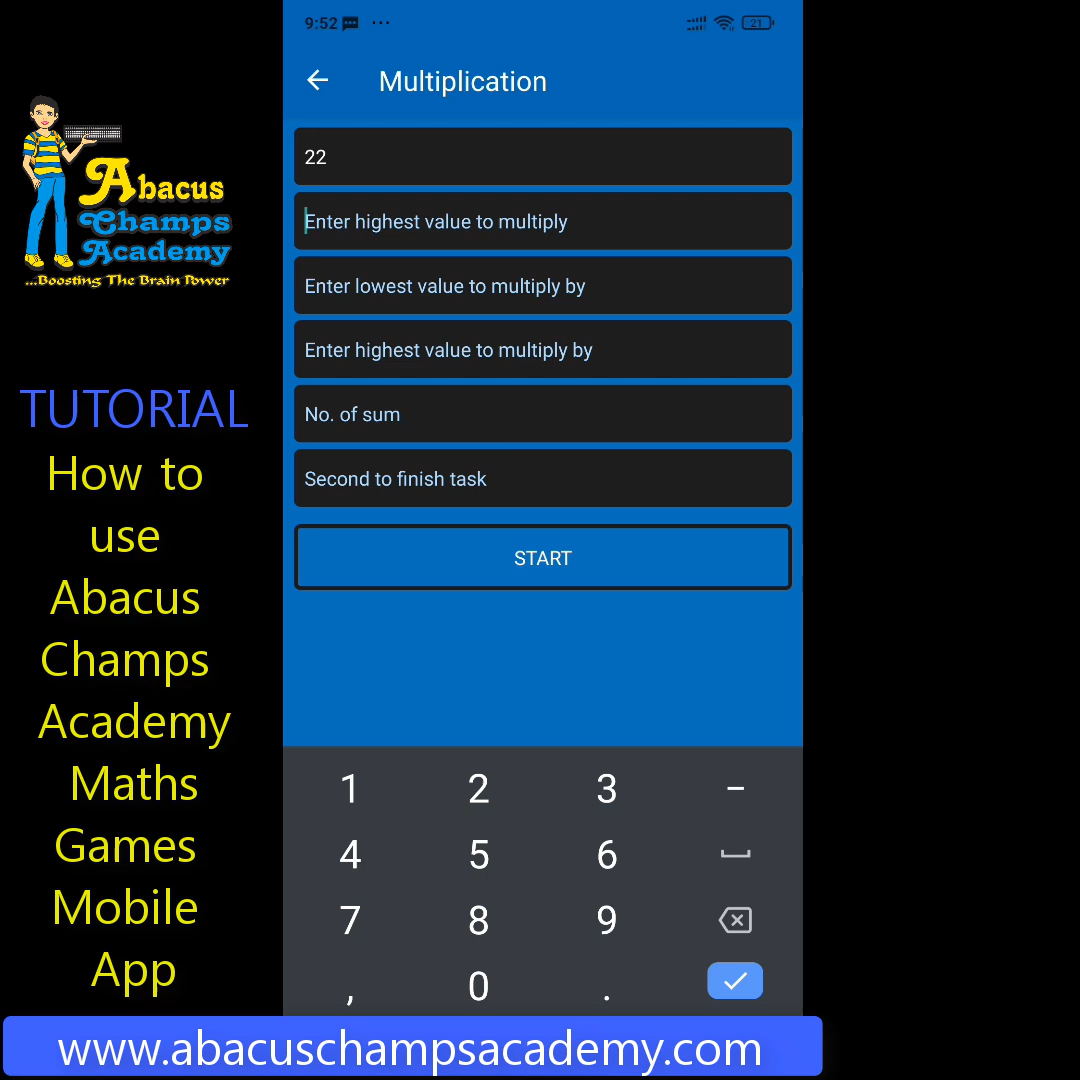 9:52
21
Multiplication
22
Enter highest value to multiply
Enter lowest value to multiply by
Enter highest value to multiply by
No. of sum
Second to finish task
START
1 2 3 -
4 5 6
7 8 9
, 0 .
Abacus
Champs
Academy
...Boosting The Brain Power
TUTORIAL
How to
use
Abacus
Champs
Academy
Maths
Games
Mobile
App
www.abacuschampsacademy.com